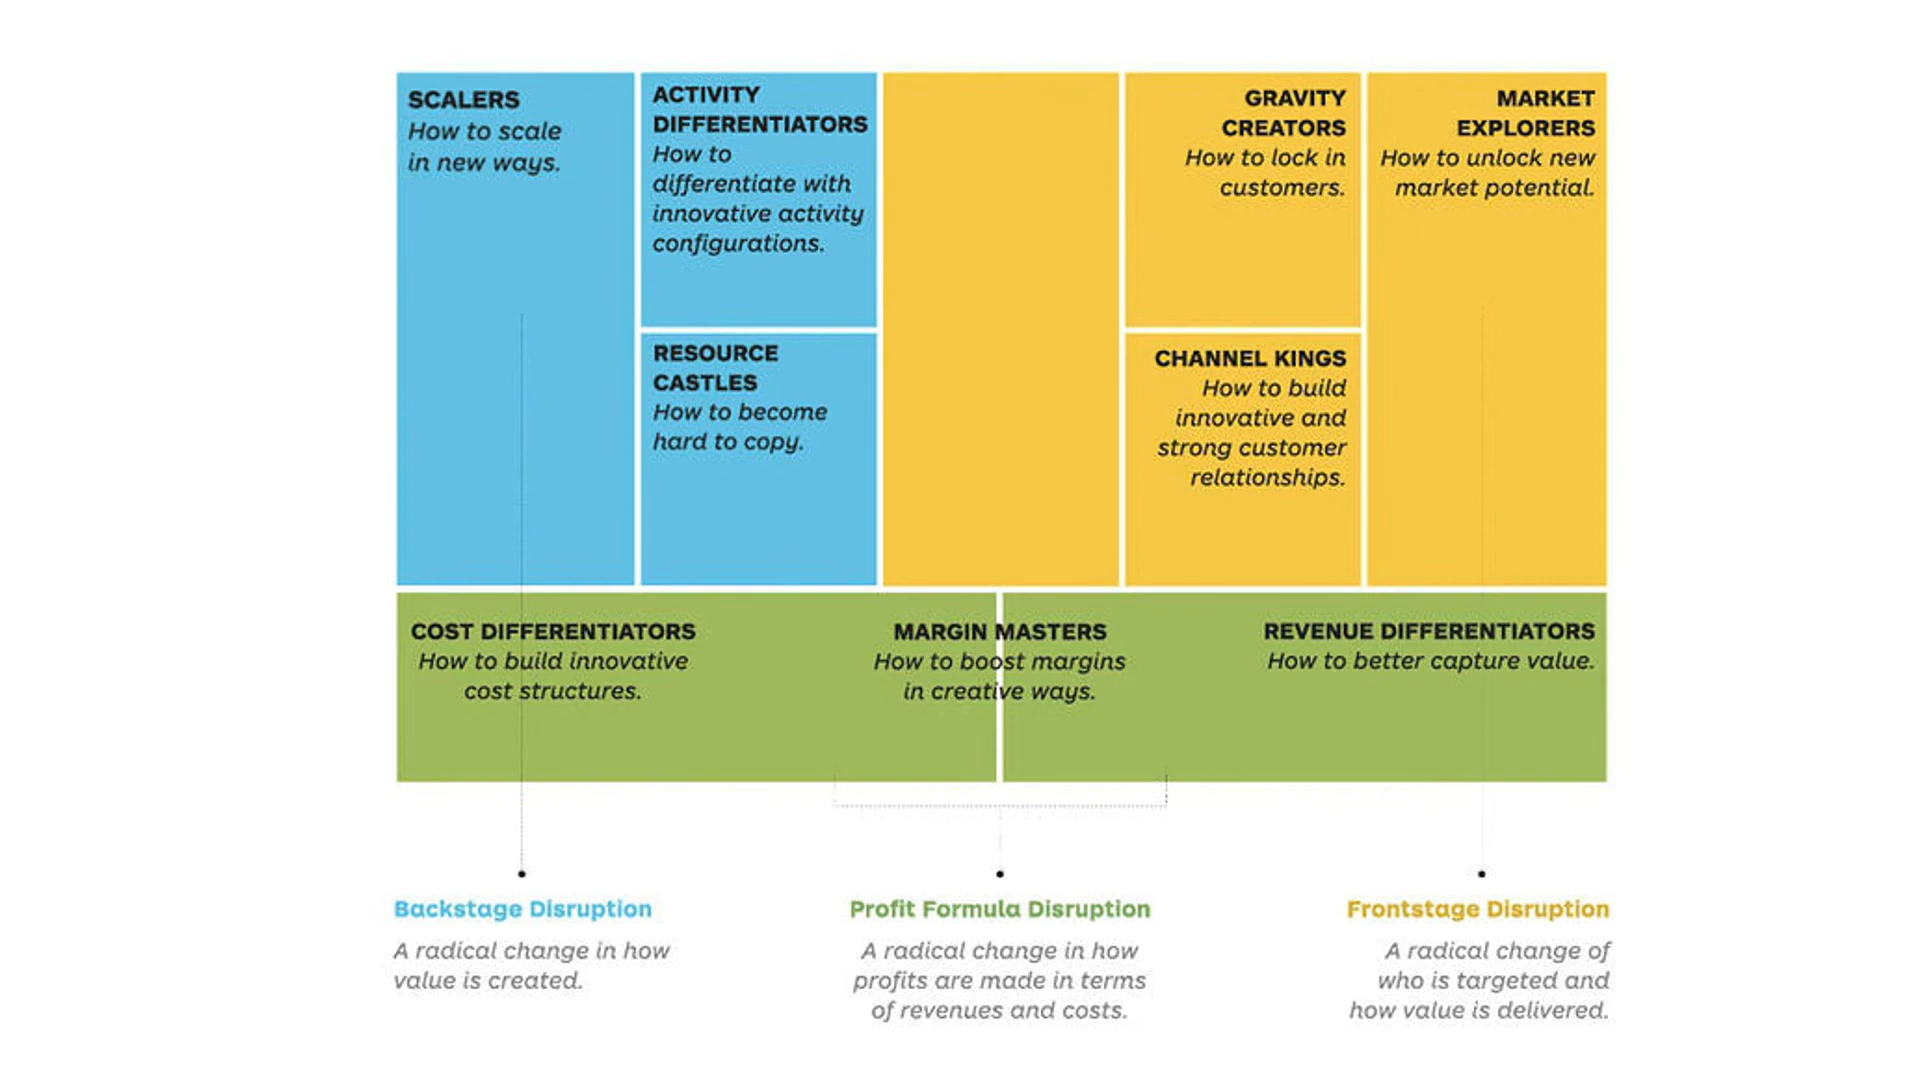 SCALERS
How to scale
in new ways.
ACTIVITY
DIFFERENTIATORS
How to
differentiate with
innovative activity
configurations.
RESOURCE
CASTLES
How to become
hard to copy.
GRAVITY
CREATORS
How to lock in
customers.
CHANNEL KINGS
How to build
innovative and
strong customer
relationships.
MARKET
EXPLORERS
How to unlock new
market potential.
COST DIFFERENTIATORS
How to build innovative
cost structures.
MARGIN MASTERS
How to boost margins
in creative ways.
REVENUE DIFFERENTIATORS
How to better capture value.
Backstage Disruption
A radical change in how
value is created.
Profit Formula Disruption
A radical change in how
profits are made in terms
of revenues and costs.
Frontstage Disruption
A radical change of
who is targeted and
how value is delivered.